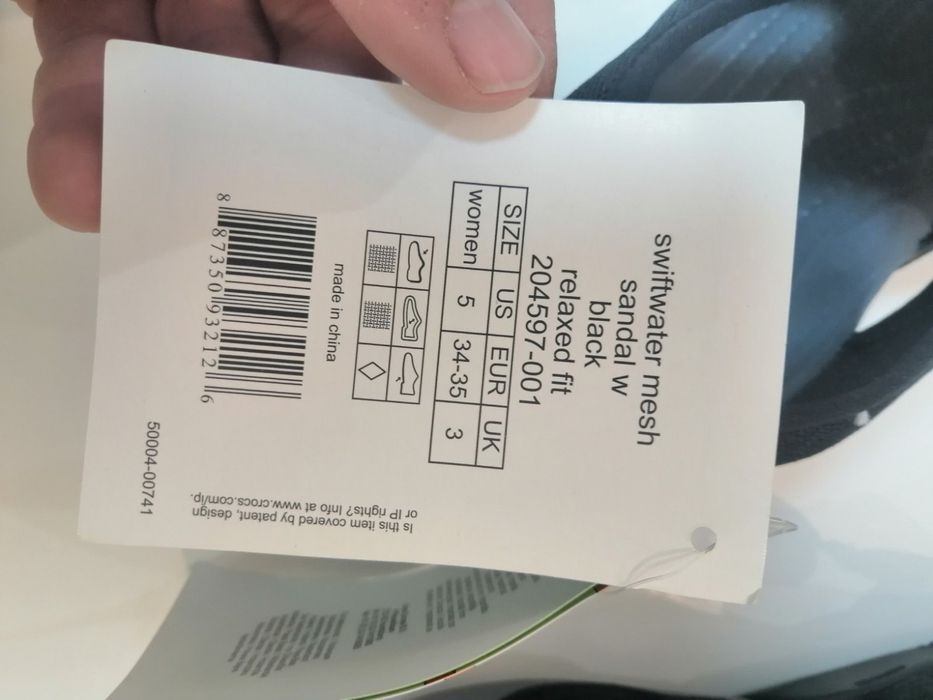 swiftwater mesh
sandal w
black
relaxed fit
204597-001
SIZE US EUR UK
women 5 34-35 3
made in china
8 87350 93212 6
50004-00741
Is this item covered by patent, design
or IP rights? Info at www.crocs.com/ip.